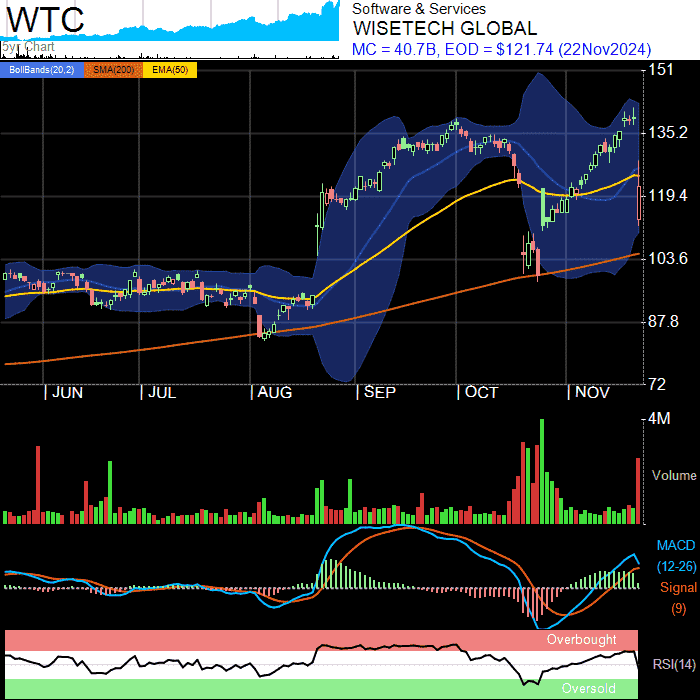 WTC
5yr Chart
Software & Services
WISETECH GLOBAL
MC = 40.7B, EOD = $121.74 (22Nov2024)
BollBands(20,2) SMA(200) EMA(50)
151
135.2
119.4
103.6
87.8
72
JUN JUL AUG SEP OCT NOV
4M
Volume
MACD
(12-26)
Signal
(9)
Overbought
RSI(14)
Oversold